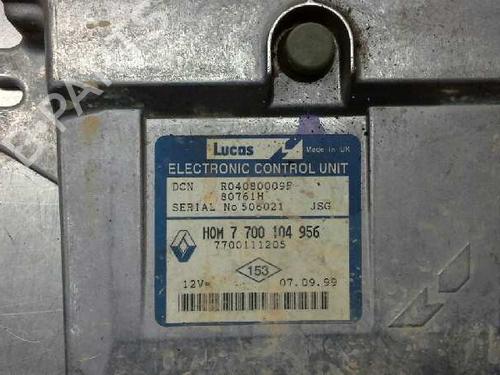 Lucas Made in UK
ELECTRONIC CONTROL UNIT
DCN R04080009F
80761H
SERIAL No 506021 JSG
HOM 7 700 104 956
7700111205
153
12V 07.09.99